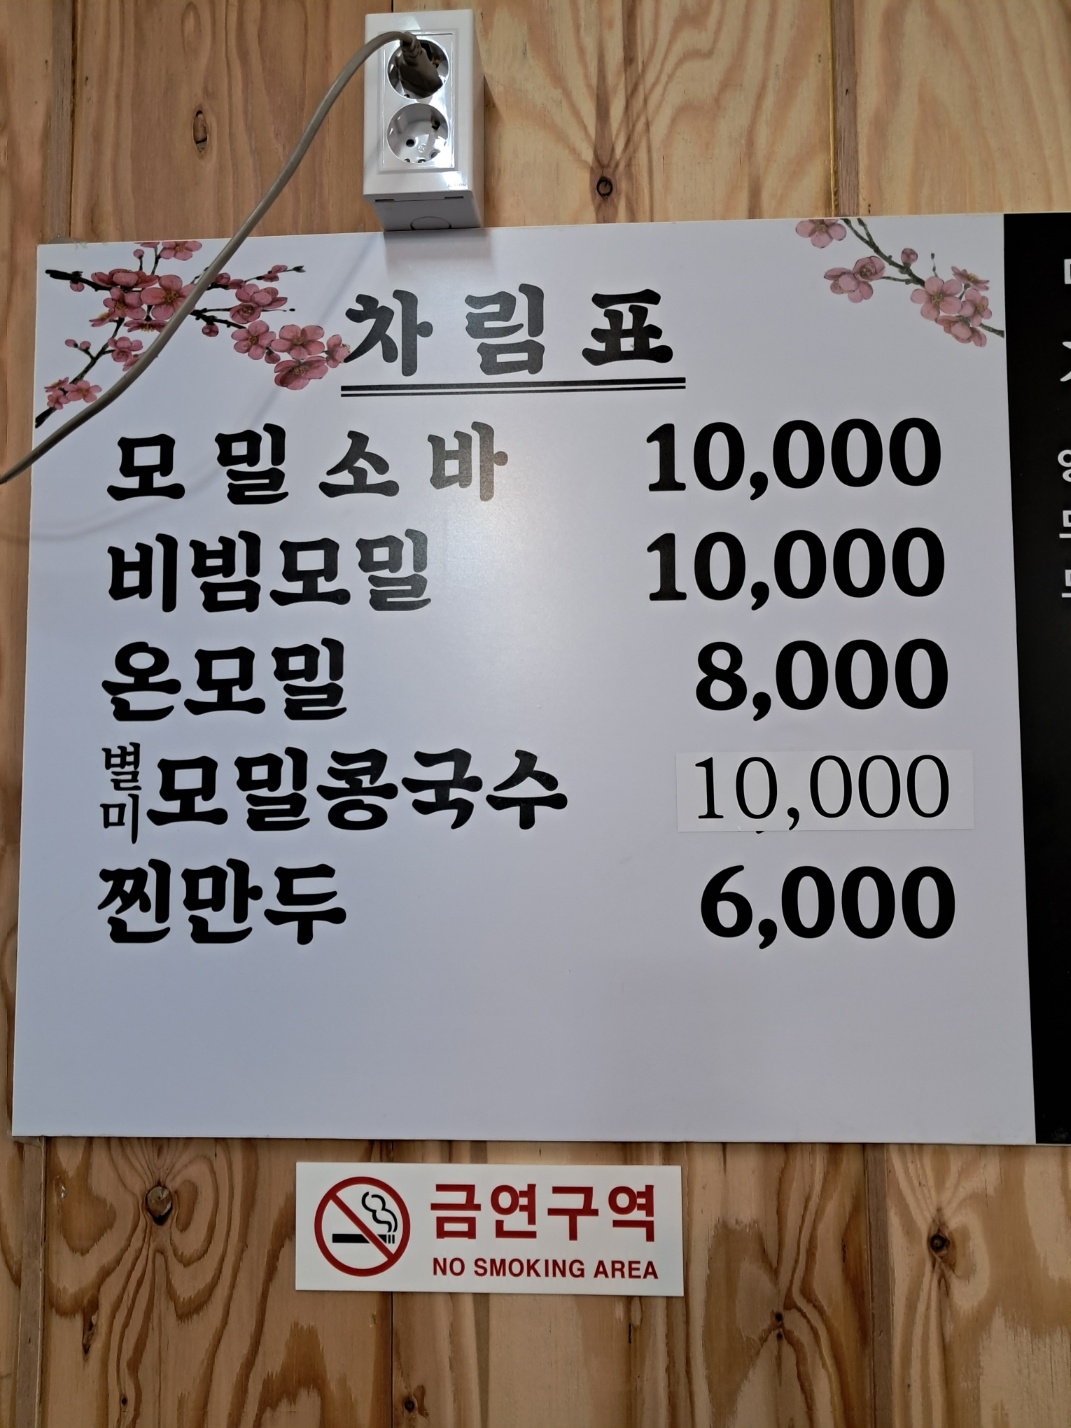 차림표
모밀소바 10,000
비빔모밀 10,000
온모밀 8,000
별미 모밀콩국수 10,000
찐만두 6,000
금연구역
NO SMOKING AREA